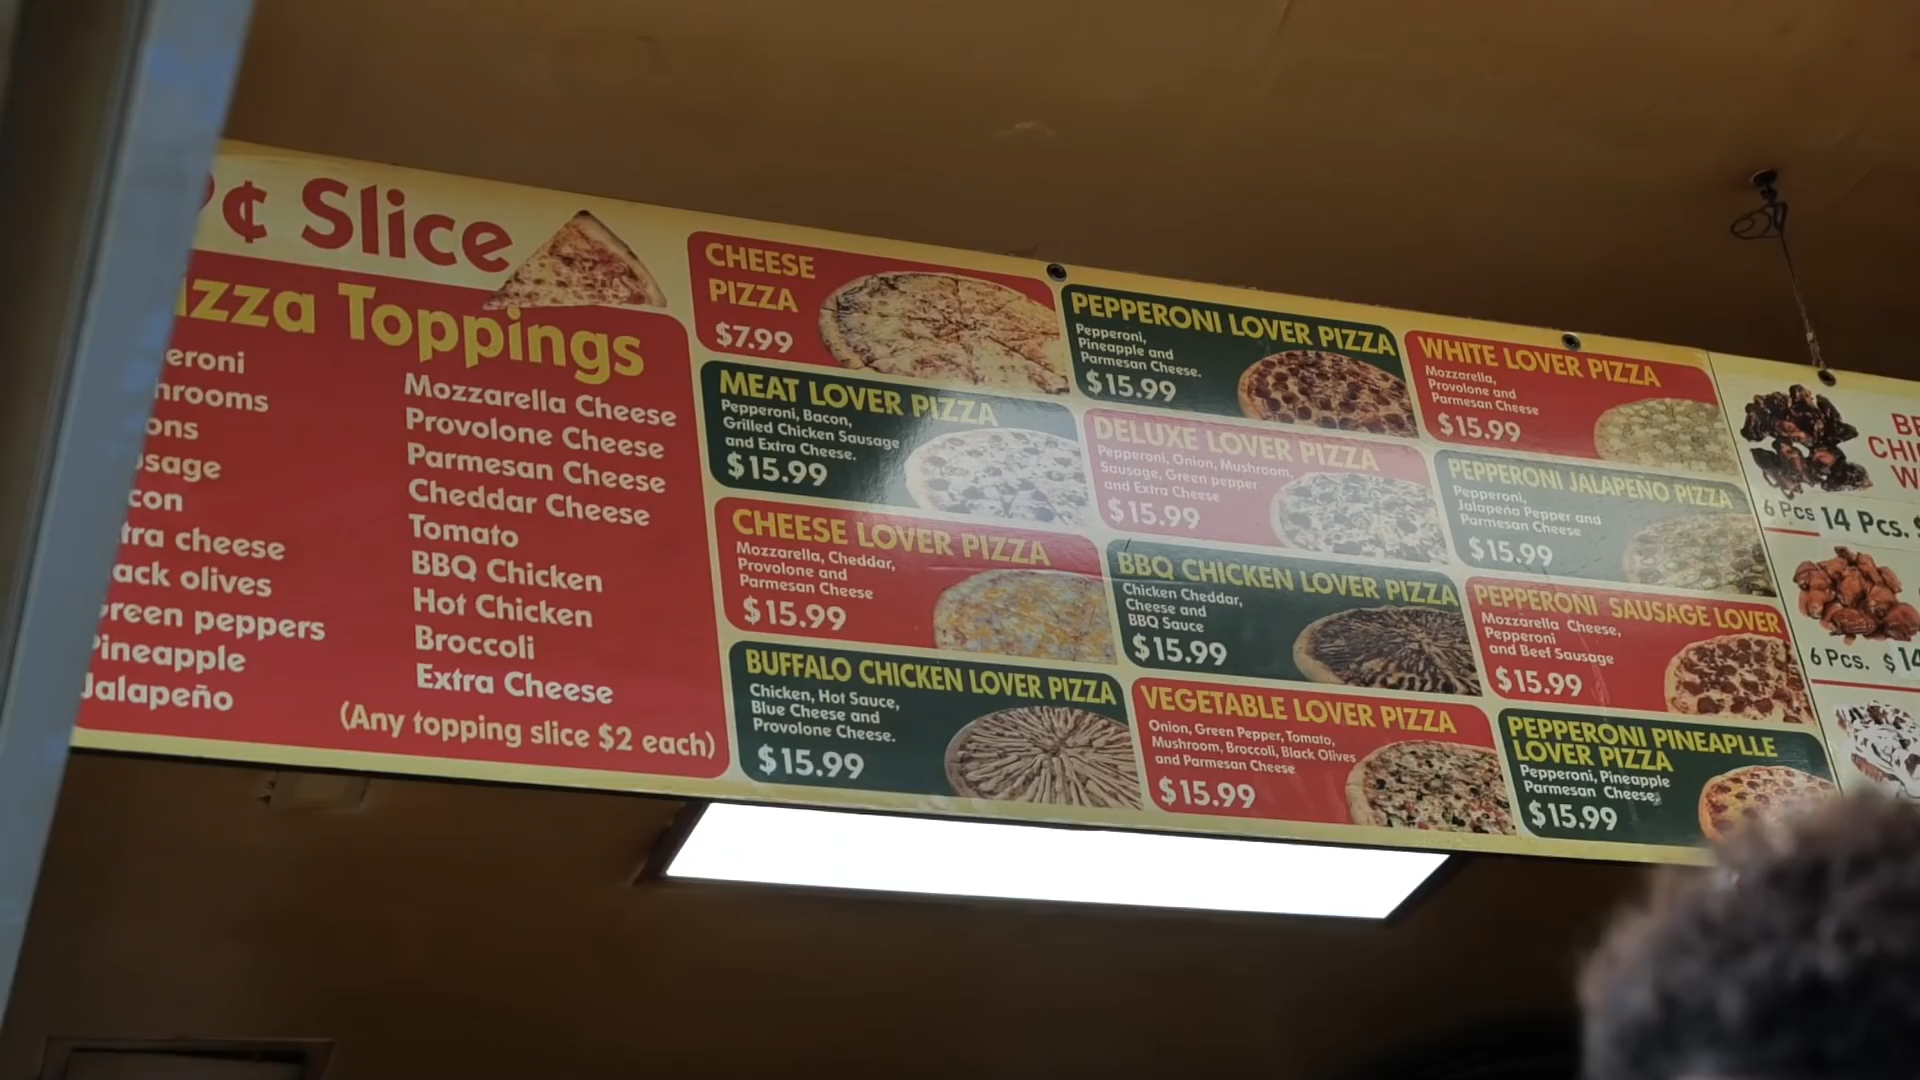 ¢ Slice
Pizza Toppings
Mozzarella Cheese
Provolone Cheese
Parmesan Cheese
Cheddar Cheese
Tomato
BBQ Chicken
Hot Chicken
Broccoli
Extra Cheese
cheese
olives
Green peppers
Pineapple
Jalapeño
(Any topping slice $2 each)
CHEESE
PIZZA
$7.99
MEAT LOVER PIZZA
Pepperoni, Bacon,
Grilled Chicken Sausage
and Extra Cheese.
$15.99
CHEESE LOVER PIZZA
Mozzarella, Cheddar,
Provolone and
Parmesan Cheese
$15.99
BUFFALO CHICKEN LOVER PIZZA
Chicken, Hot Sauce,
Blue Cheese and
Provolone Cheese.
$15.99
PEPPERONI LOVER PIZZA
Pepperoni,
Pineapple and
Parmesan Cheese.
$15.99
DELUXE LOVER PIZZA
Pepperoni, Onion, Mushroom,
Sausage, Green pepper
and Extra Cheese
$15.99
BBQ CHICKEN LOVER PIZZA
Chicken Cheddar,
Cheese and
BBQ Sauce
$15.99
VEGETABLE LOVER PIZZA
Onion, Green Pepper, Tomato,
Mushroom, Broccoli, Black Olives
and Parmesan Cheese
$15.99
WHITE LOVER PIZZA
Mozzarella,
Provolone and
Parmesan Cheese
$15.99
PEPPERONI JALAPEÑO PIZZA
Pepperoni,
Jalapeño Pepper and
Parmesan Cheese
$15.99
PEPPERONI SAUSAGE LOVER
Mozzarella Cheese,
Pepperoni
and Beef Sausage
$15.99
PEPPERONI PINEAPLLE
LOVER PIZZA
Pepperoni, Pineapple
Parmesan Cheese
$15.99
6 Pcs 14 Pcs. $
6 Pcs. $14